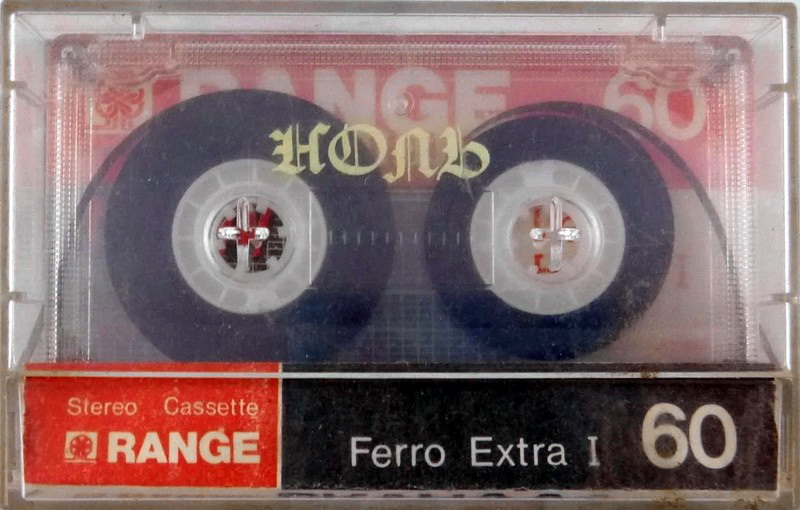 RANGE 60
НОЛЬ
Stereo Cassette
RANGE
Ferro Extra I 60